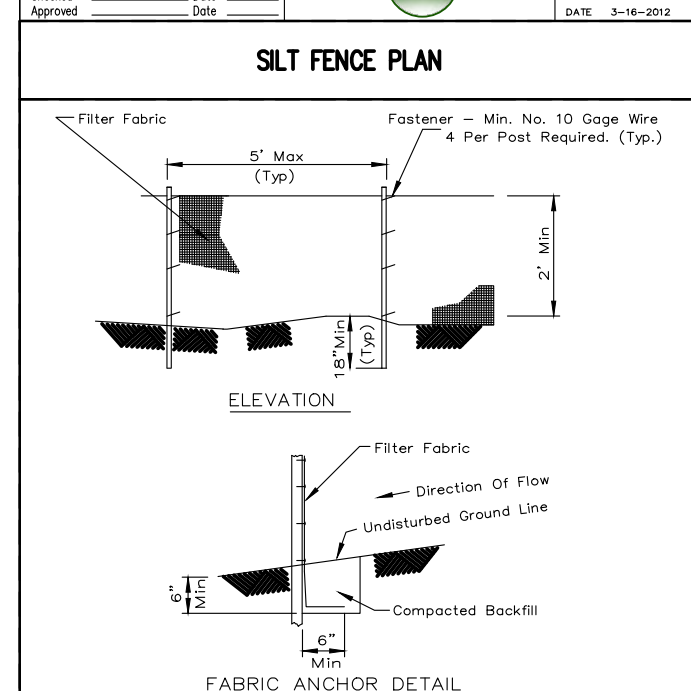 Approved Date
DATE 3-16-2012
SILT FENCE PLAN
Filter Fabric
Fastener - Min. No. 10 Gage Wire
4 Per Post Required. (Typ.)
5' Max
(Typ)
2' Min
18"Min
(Typ)
ELEVATION
Filter Fabric
Direction Of Flow
Undisturbed Ground Line
6"
Min
Compacted Backfill
6"
Min
FABRIC ANCHOR DETAIL